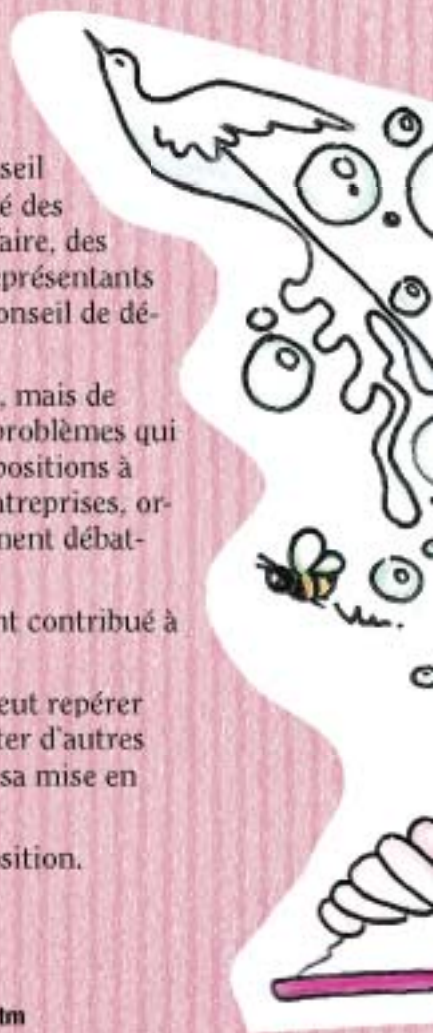 seil
é des
aire, des
présentants
onseil de dé-
, mais de
problèmes qui
positions à
ntreprises, or-
nent débat-
nt contribué à
eut repérer
ter d'autres
sa mise en
sition.
tm